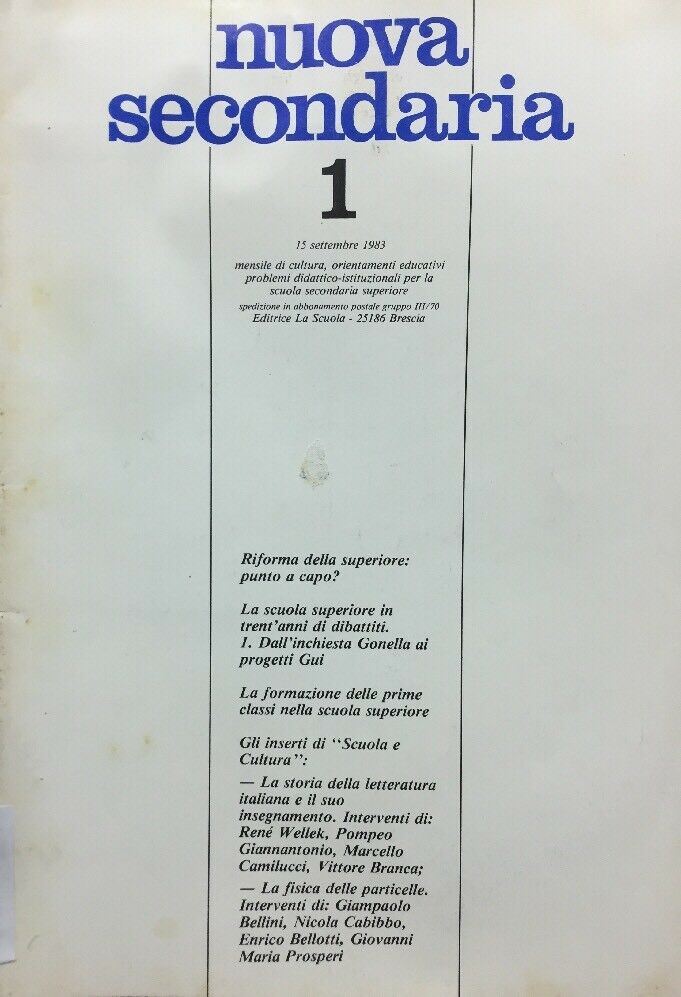 nuova
secondaria
1
15 settembre 1983
mensile di cultura, orientamenti educativi
problemi didattico-istituzionali per la
scuola secondaria superiore
spedizione in abbonamento postale gruppo III/70
Editrice La Scuola - 25186 Brescia
Riforma della superiore:
punto a capo?
La scuola superiore in
trent'anni di dibattiti.
1. Dall'inchiesta Gonella ai
progetti Gui
La formazione delle prime
classi nella scuola superiore
Gli inserti di "Scuola e
Cultura":
— La storia della letteratura
italiana e il suo
insegnamento. Interventi di:
René Wellek, Pompeo
Giannantonio, Marcello
Camilucci, Vittore Branca;
— La fisica delle particelle.
Interventi di: Giampaolo
Bellini, Nicola Cabibbo,
Enrico Bellotti, Giovanni
Maria Prosperi